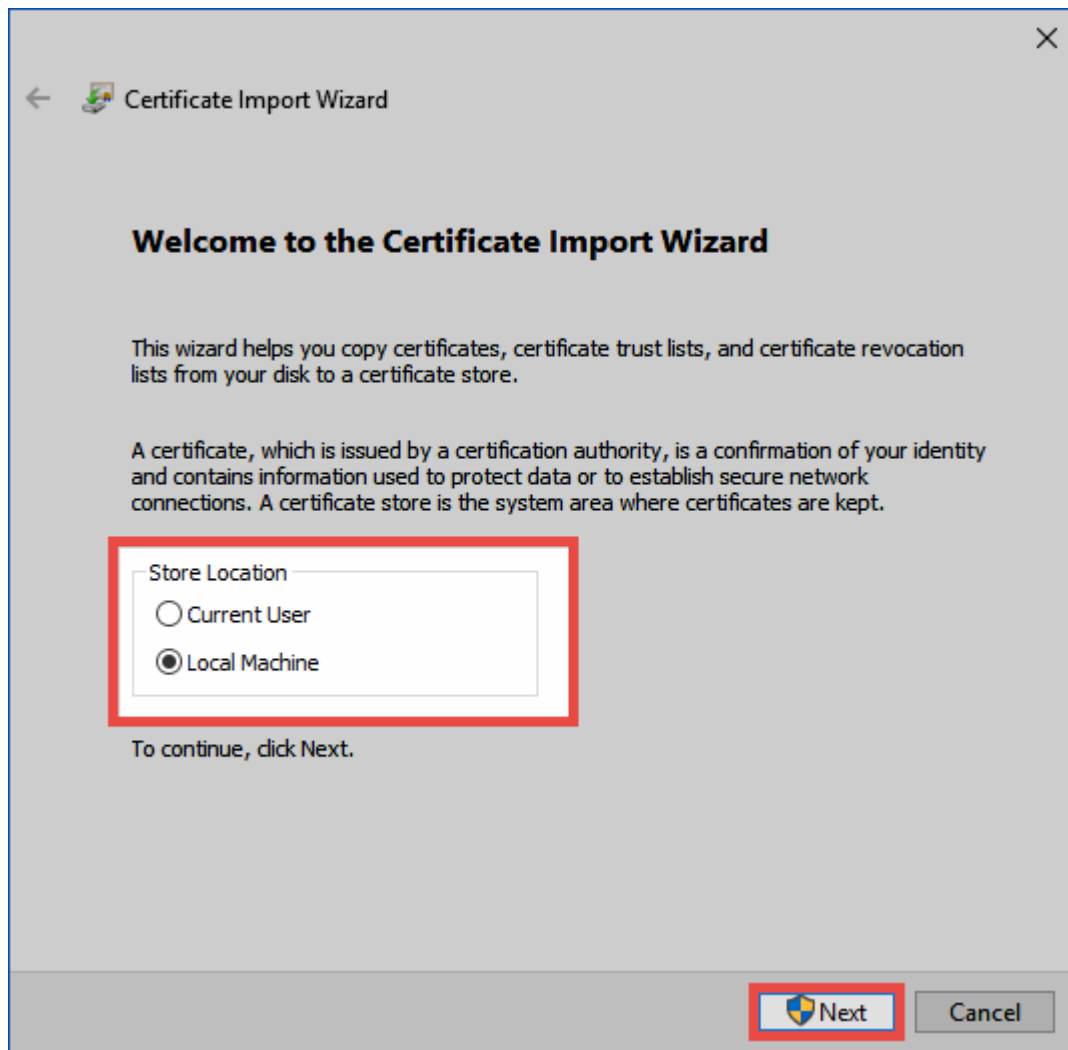 Certificate Import Wizard
Welcome to the Certificate Import Wizard
This wizard helps you copy certificates, certificate trust lists, and certificate revocation
lists from your disk to a certificate store.
A certificate, which is issued by a certification authority, is a confirmation of your identity
and contains information used to protect data or to establish secure network
connections. A certificate store is the system area where certificates are kept.
Store Location
Current User
Local Machine
To continue, click Next.
Next
Cancel